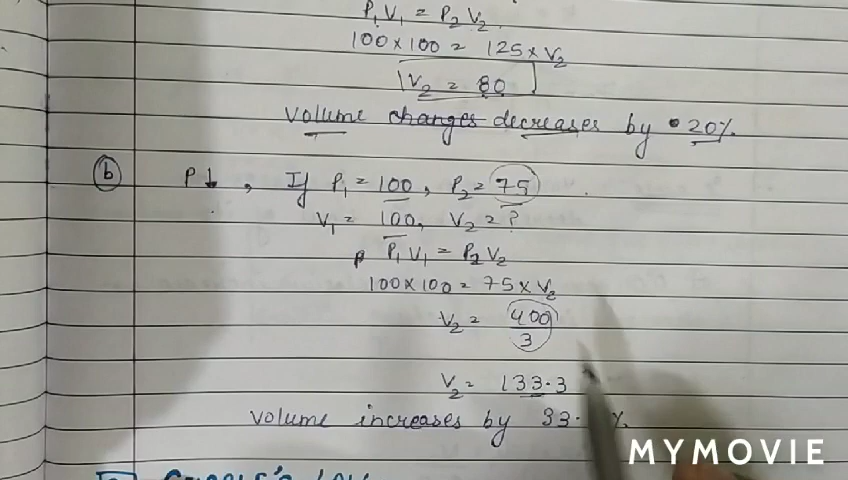 P₁V₁ = P₂V₂
100×100 = 125×V₂
V₂ = 80
Volume changes decreases by 20%.
(b) P↓, If P₁ = 100, P₂ = 75
V₁ = 100, V₂ = ?
P P₁V₁ = P₂V₂
100×100 = 75×V₂
V₂ = 400/3
V₂ = 133.3
Volume increases by 33. %.
MYMOVIE